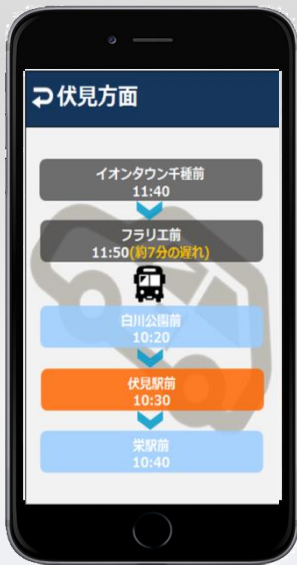 伏見方面
イオンタウン千種前
11:40
フラリエ前
11:50(約7分の遅れ)
白川公園前
10:20
伏見駅前
10:30
栄駅前
10:40